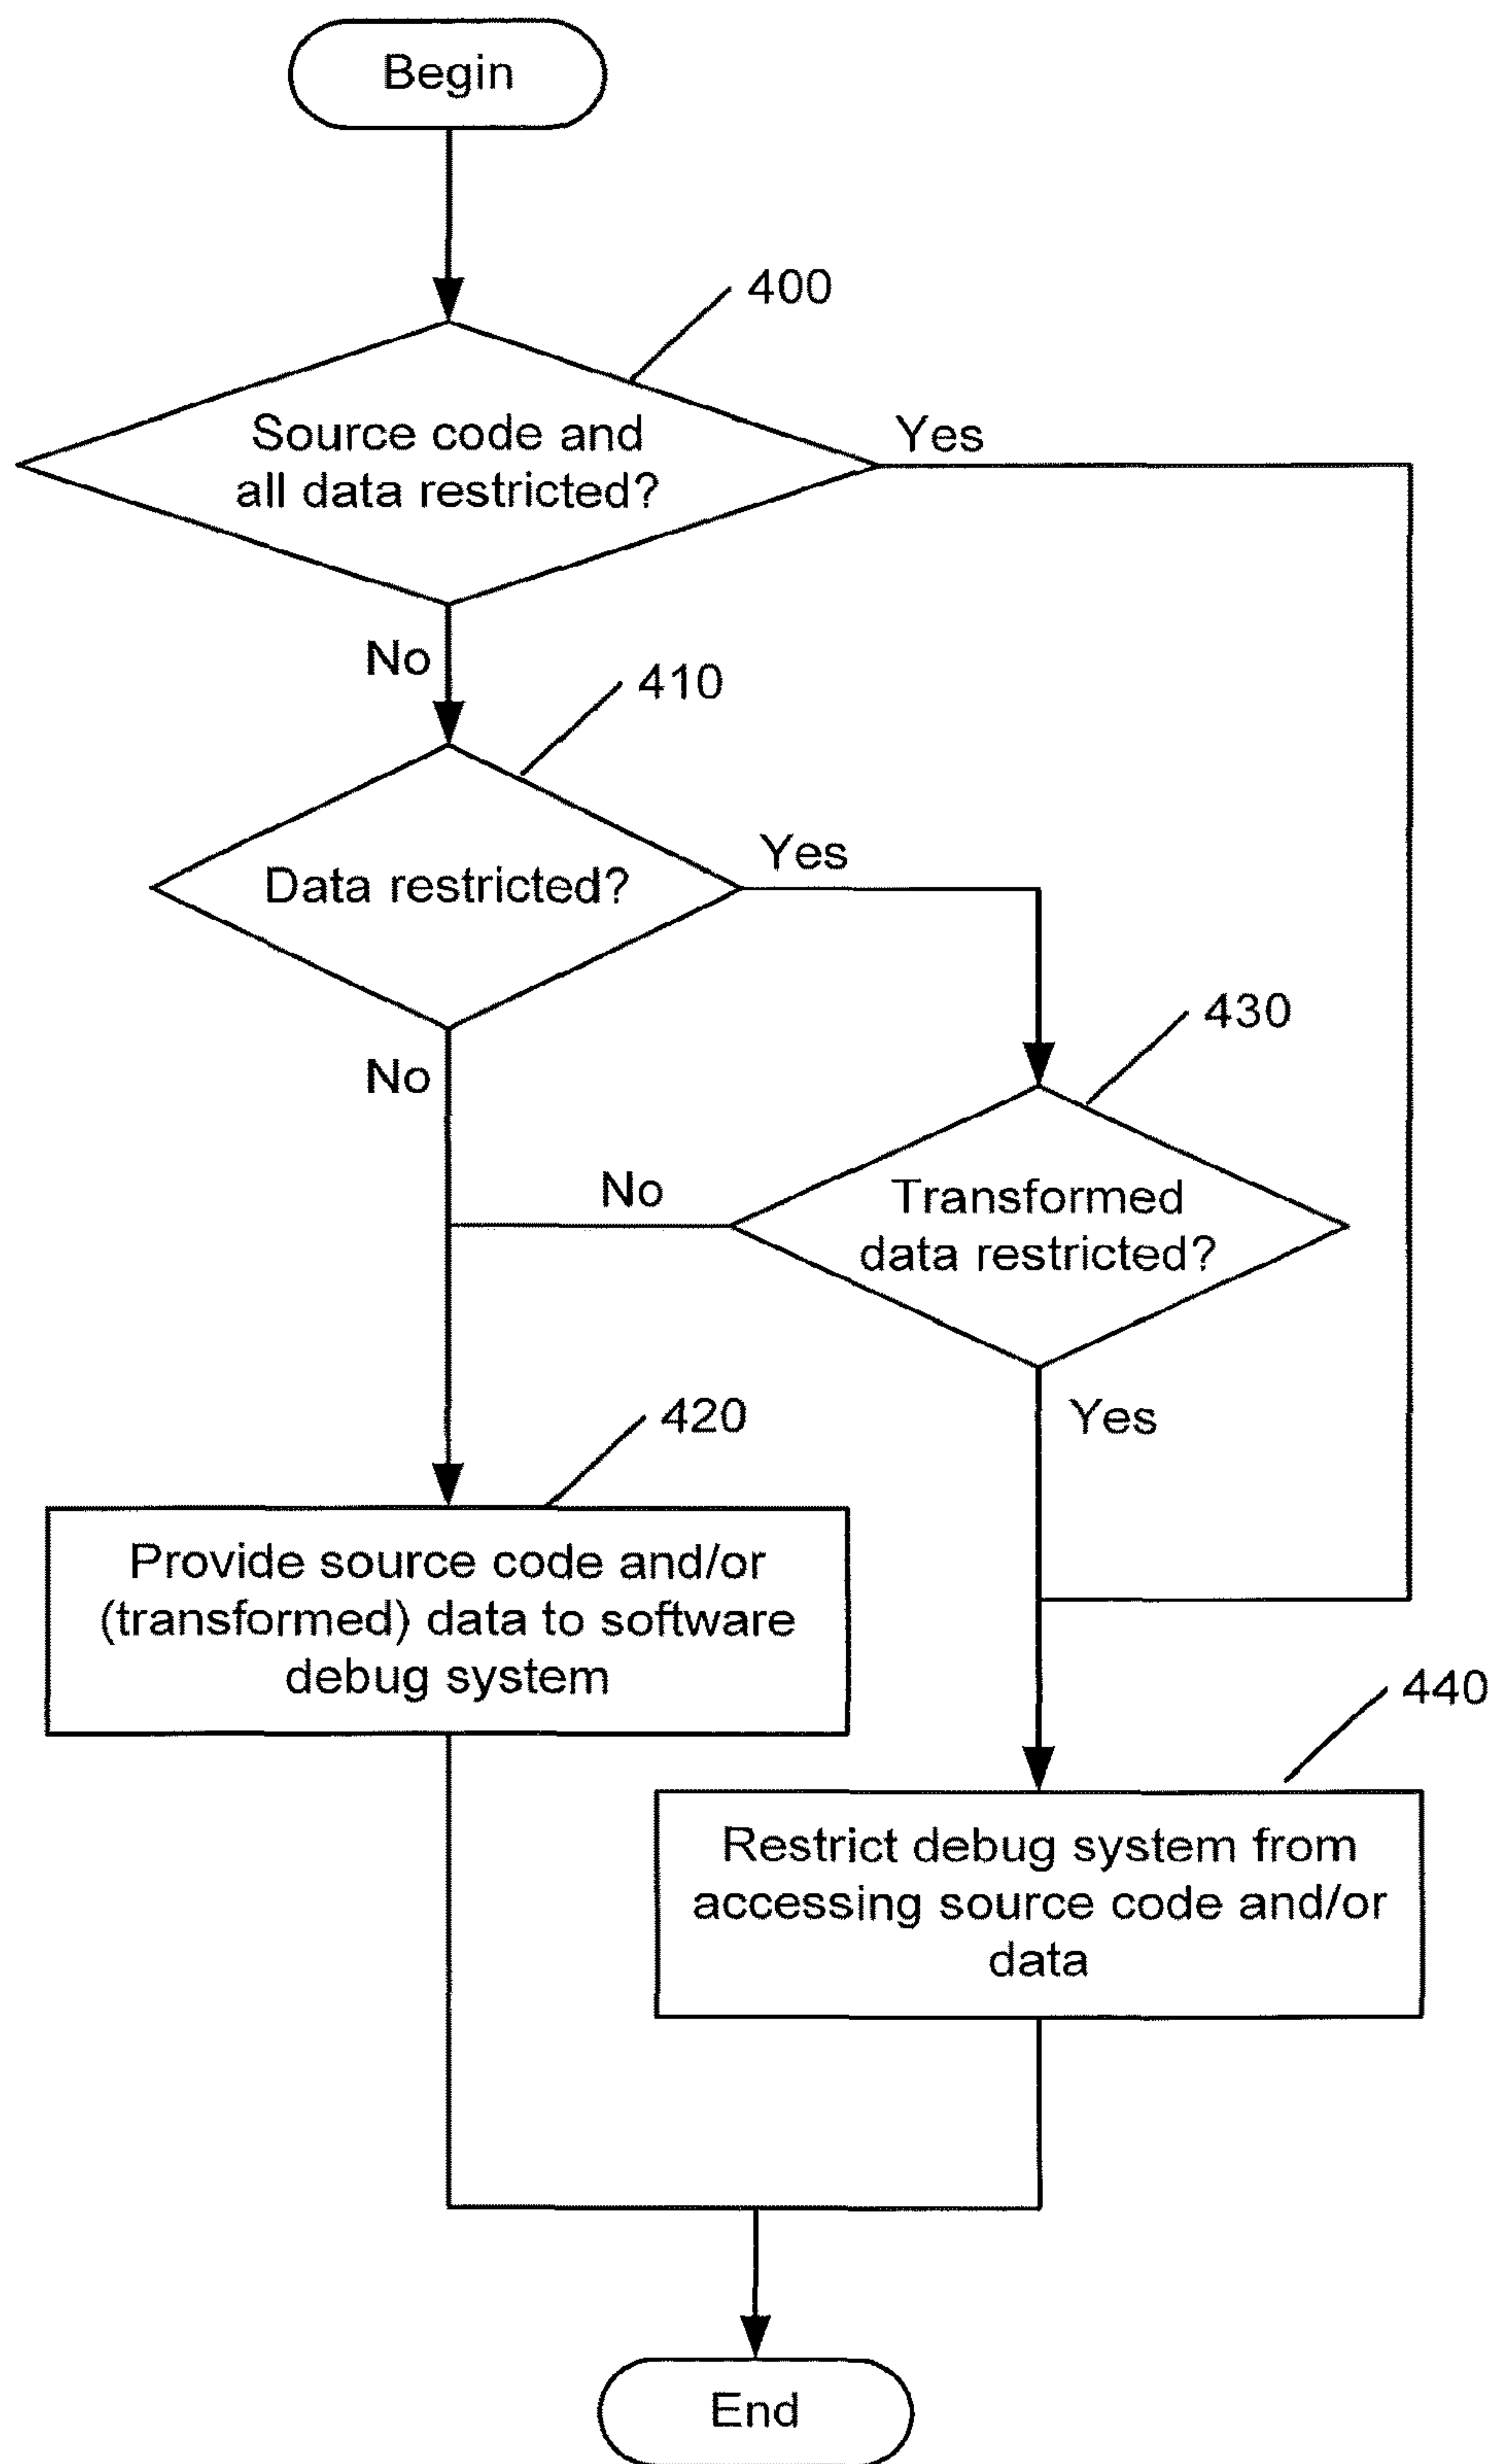 Begin
400
Source code and
all data restricted?
Yes
No
410
Data restricted?
Yes
No
430
Transformed
data restricted?
No
Yes
420
Provide source code and/or
(transformed) data to software
debug system
440
Restrict debug system from
accessing source code and/or
data
End